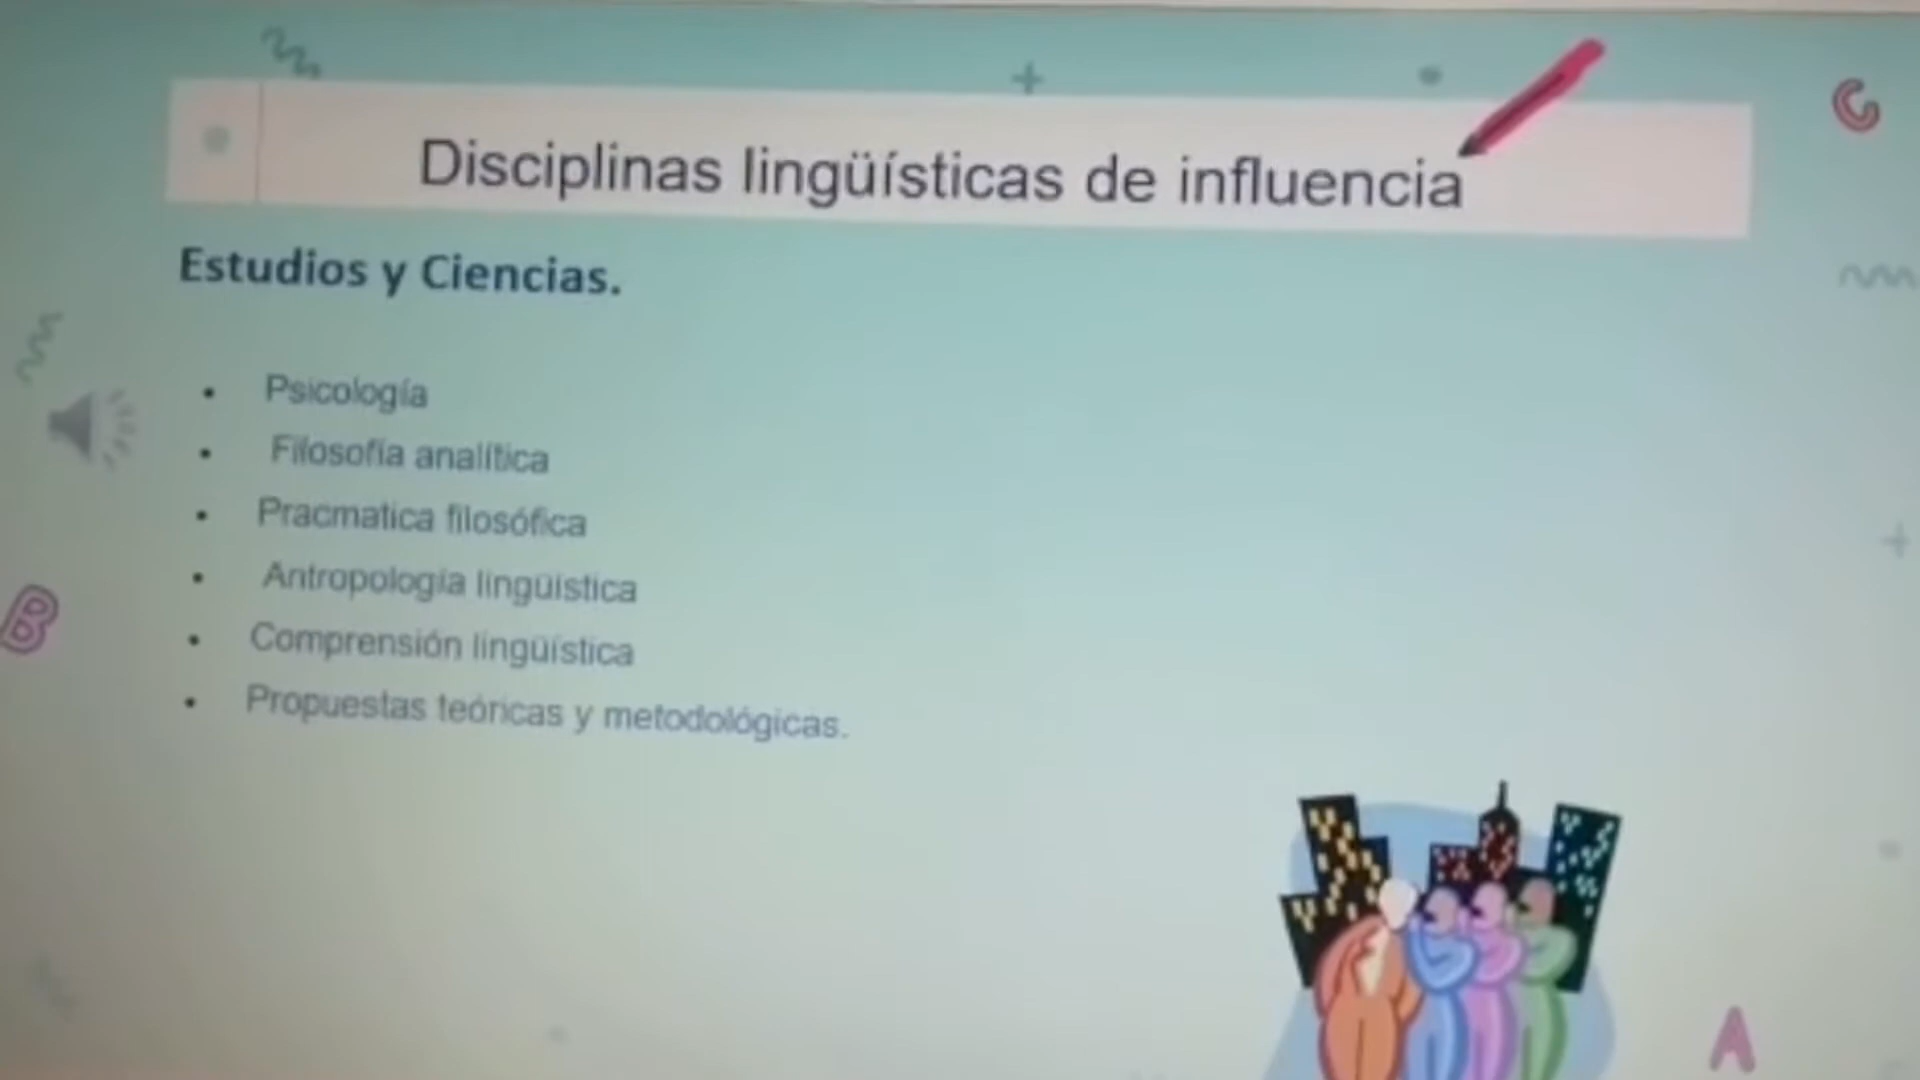 Disciplinas lingüísticas de influencia
Estudios y Ciencias.
• Psicología
• Filosofía analítica
• Pracmatica filosófica
• Antropología lingüística
• Comprensión lingüística
• Propuestas teóricas y metodológicas.
C
B
A